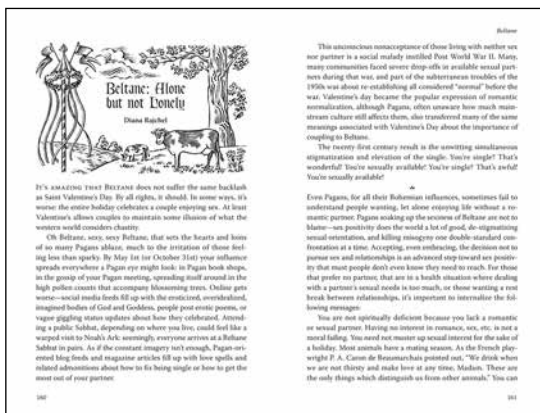 Beltane: Alone
but not Lonely
Diana Rajchel
IT'S AMAZING THAT BELTANE does not suffer the same backlash
as Saint Valentine's Day. By all rights, it should. In some ways, it's
worse: the entire holiday celebrates a couple enjoying sex. At least
Valentine's allows couples to maintain some illusion of what the
western world considers chastity.
Oh Beltane, sexy, sexy Beltane, that sets the hearts and loins
of so many Pagans ablaze, much to the irritation of those feel-
ing less than sparky. By May 1st (or October 31st) your influence
spreads everywhere a Pagan eye might look: in Pagan book shops,
in the gossip of your Pagan meeting, spreading itself around in the
high pollen counts that accompany blossoming trees. Online gets
worse—social media feeds fill up with the eroticized, overidealized,
imagined bodies of God and Goddess, people post erotic poems, or
vague giggling status updates about how they celebrated. Attend-
ing a public Sabbat, depending on where you live, could feel like a
warped visit to Noah's Ark: seemingly, everyone arrives at a Beltane
Sabbat in pairs. As if the constant imagery isn't enough, Pagan-ori-
ented blog feeds and magazine articles fill up with love spells and
related admonitions about how to fix being single or how to get the
most out of your partner.
160
Beltane
This unconscious nonacceptance of those living with neither sex
nor partner is a social malady instilled Post World War II. Many,
many communities faced severe drop-offs in available sexual part-
ners during that war, and part of the subterranean troubles of the
1950s was about re-establishing all considered "normal" before the
war. Valentine's day became the popular expression of romantic
normalization, although Pagans, often unaware how much main-
stream culture still affects them, also transferred many of the same
meanings associated with Valentine's Day about the importance of
coupling to Beltane.
The twenty-first century result is the unwitting simultaneous
stigmatization and elevation of the single. You're single? That's
wonderful! You're sexually available! You're single? That's awful!
You're sexually available!
Even Pagans, for all their Bohemian influences, sometimes fail to
understand people wanting, let alone enjoying life without a ro-
mantic partner. Pagans soaking up the sexiness of Beltane are not to
blame—sex positivity does the world a lot of good, de-stigmatizing
sexual orientation, and killing misogyny one double-standard con-
frontation at a time. Accepting, even embracing, the decision not to
pursue sex and relationships is an advanced step toward sex positiv-
ity that must people don't even know they need to reach. For those
that prefer no partner, that are in a health situation where dealing
with a partner's sexual needs is too much, or those wanting a rest
break between relationships, it's important to internalize the fol-
lowing messages:
You are not spiritually deficient because you lack a romantic
or sexual partner. Having no interest in romance, sex, etc. is not a
moral failing. You need not muster up sexual interest for the sake of
a holiday. Most animals have a mating season. As the French play-
wright P. A. Caron de Beaumarchais pointed out, "We drink when
we are not thirsty and make love at any time, Madam. These are
the only things which distinguish us from other animals." You can
161